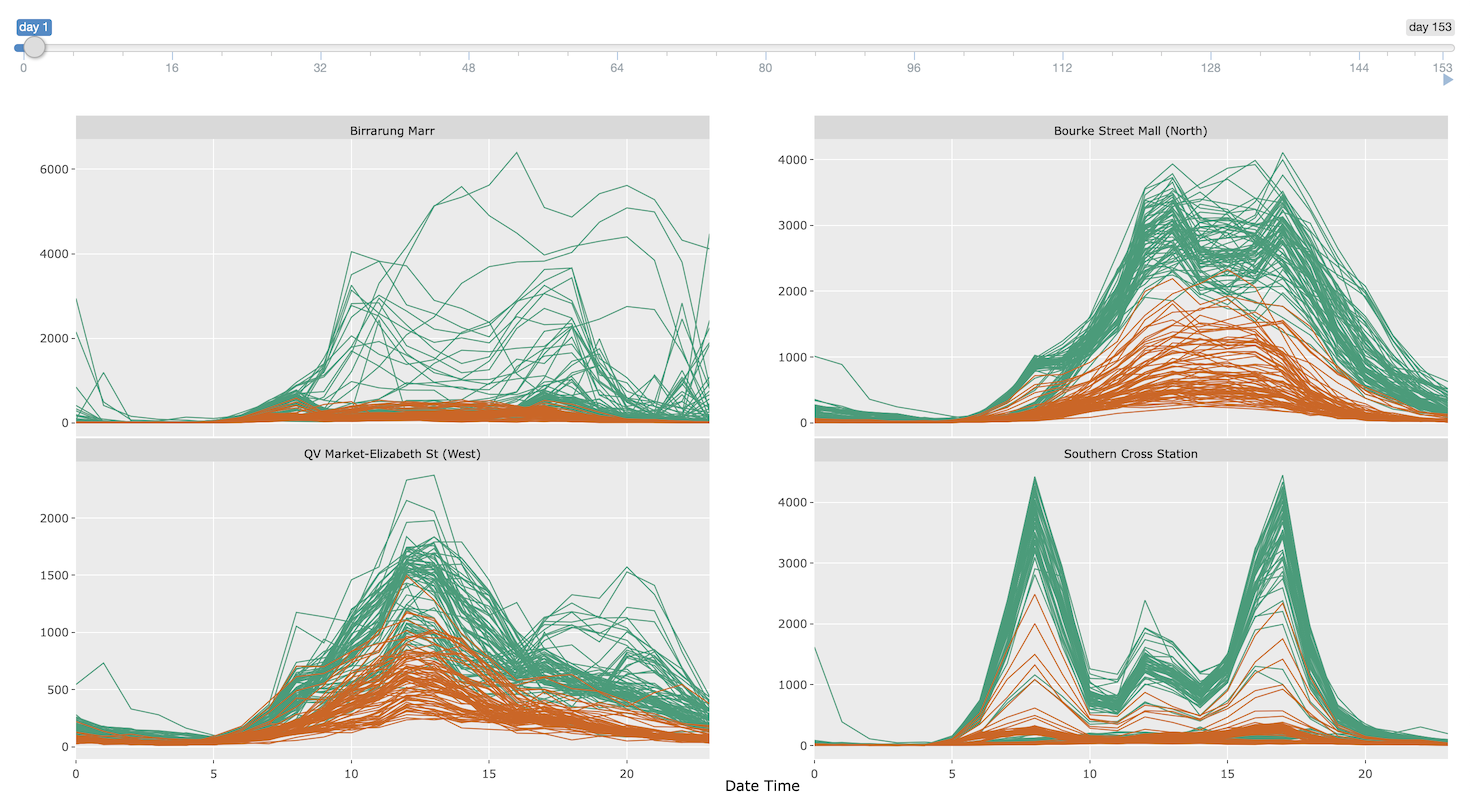 day 1
day 153
0 16 32 48 64 80 96 112 128 144 153
Birrarung Marr
6000
4000
2000
0
Bourke Street Mall (North)
4000
3000
2000
1000
0
QV Market-Elizabeth St (West)
2000
1500
1000
500
0
0 5 10 15 20
Southern Cross Station
4000
3000
2000
1000
0
0 5 10 15 20
Date Time